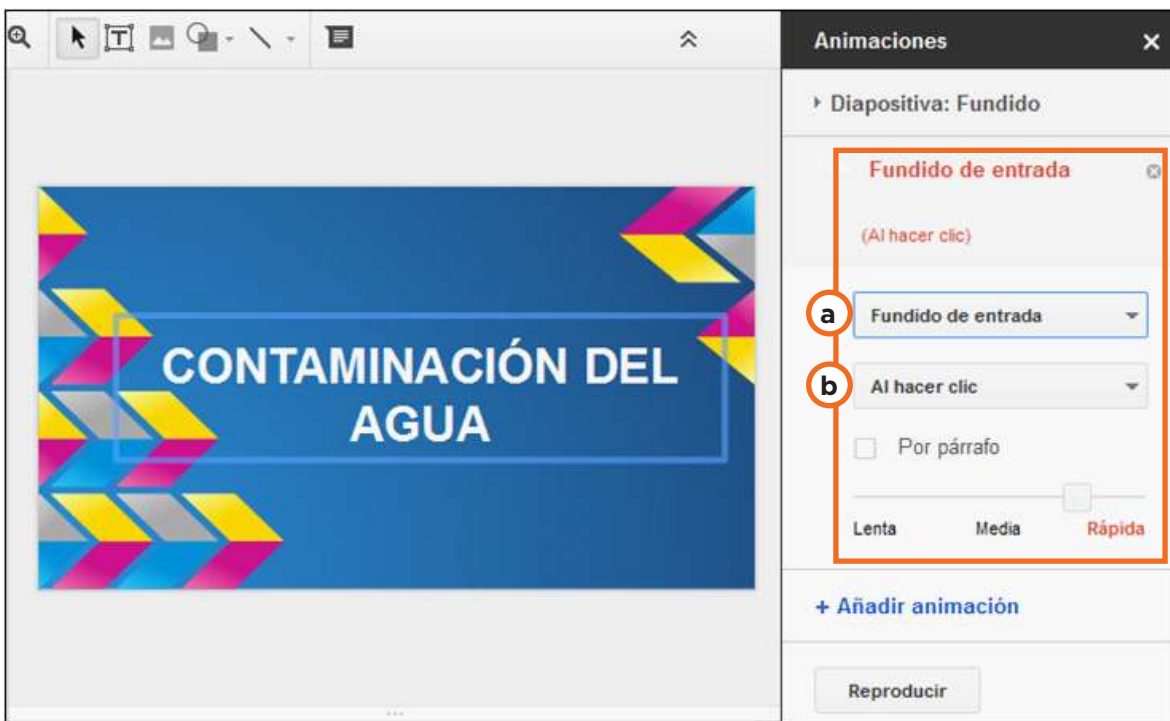 Animaciones
Diapositiva: Fundido
Fundido de entrada
(Al hacer clic)
a
Fundido de entrada
b
Al hacer clic
Por párrafo
Lenta Media Rápida
+ Añadir animación
Reproducir
CONTAMINACIÓN DEL
AGUA